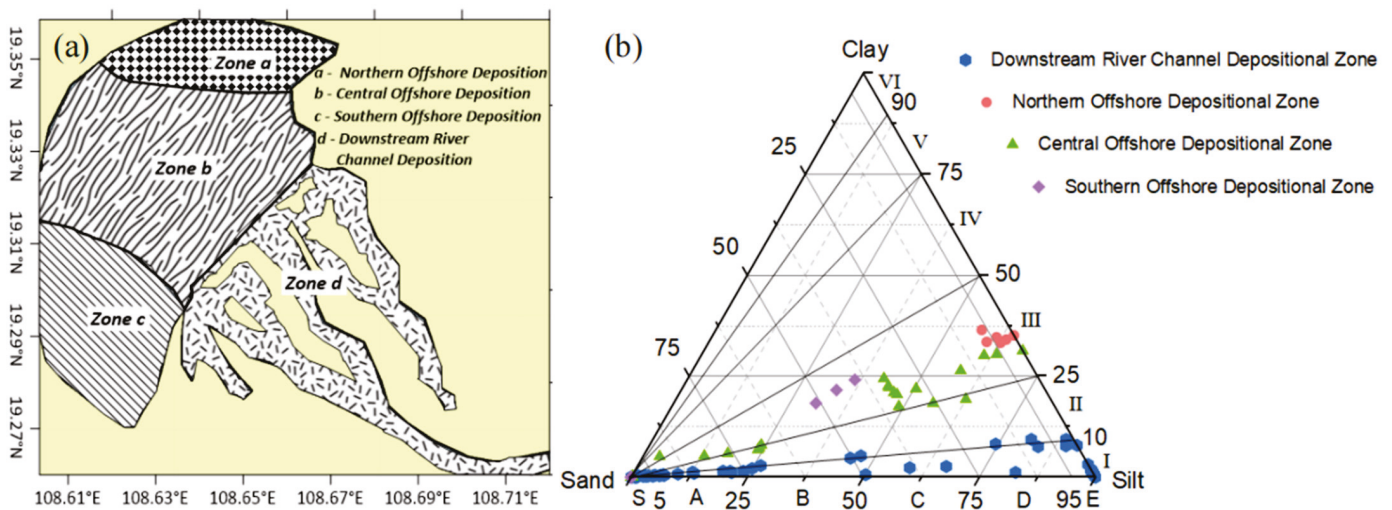 (a)
Zone a
a - Northern Offshore Deposition
b - Central Offshore Deposition
c - Southern Offshore Deposition
d - Downstream River
Channel Deposition
Zone b
Zone c
Zone d
19.35°N
19.33°N
19.31°N
19.29°N
19.27°N
108.61°E 108.63°E 108.65°E 108.67°E 108.69°E 108.71°E
(b)
Clay
VI
90
V
25
75
IV
50
50
III
75
25
II
10
I
Sand
Silt
S 5 A 25 B 50 C 75 D 95 E
Downstream River Channel Depositional Zone
Northern Offshore Depositional Zone
Central Offshore Depositional Zone
Southern Offshore Depositional Zone